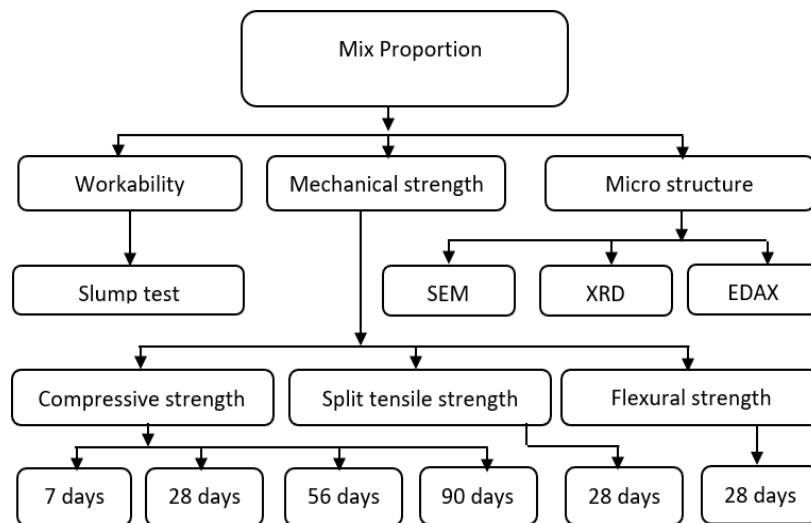 Mix Proportion
Workability
Mechanical strength
Micro structure
Slump test
SEM
XRD
EDAX
Compressive strength
Split tensile strength
Flexural strength
7 days
28 days
56 days
90 days
28 days
28 days